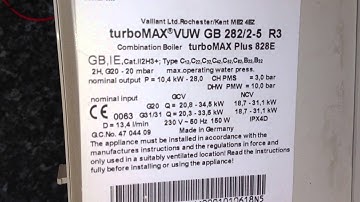 Vaillant Ltd. Rochester/Kent ME2 4EZ
turboMAX® VUW GB 282/2-5 R3
Combination Boiler turboMAX Plus 828E
GB,IE, Cat.II2H3+; Type C12,C22,C32,C42,C52,C82,B22,B32
2H, G20 - 20 mbar max.operating water press.
nominal output P = 10,4 kW - 28,0 CH PMS = 3,0 bar
DHW PMW = 10,0 bar
nominal input GCV NCV
CE G20 Q = 20,8 - 34,5 kW 18,7 - 31,1 kW
0063 G31/31 Q = 20,3 - 33,8 kW 18,7 - 31,1 kW
D = 13,4 l/min 230 V~ 50 Hz 150 W IPX4D
G.C.No. 47 044 09 Made in Germany
The appliance must be installed in accordance with the
manufactures instructions and the regulations in force and
only used in a suitably ventilated location! Read the instructions
fully before installing or using the appliance.